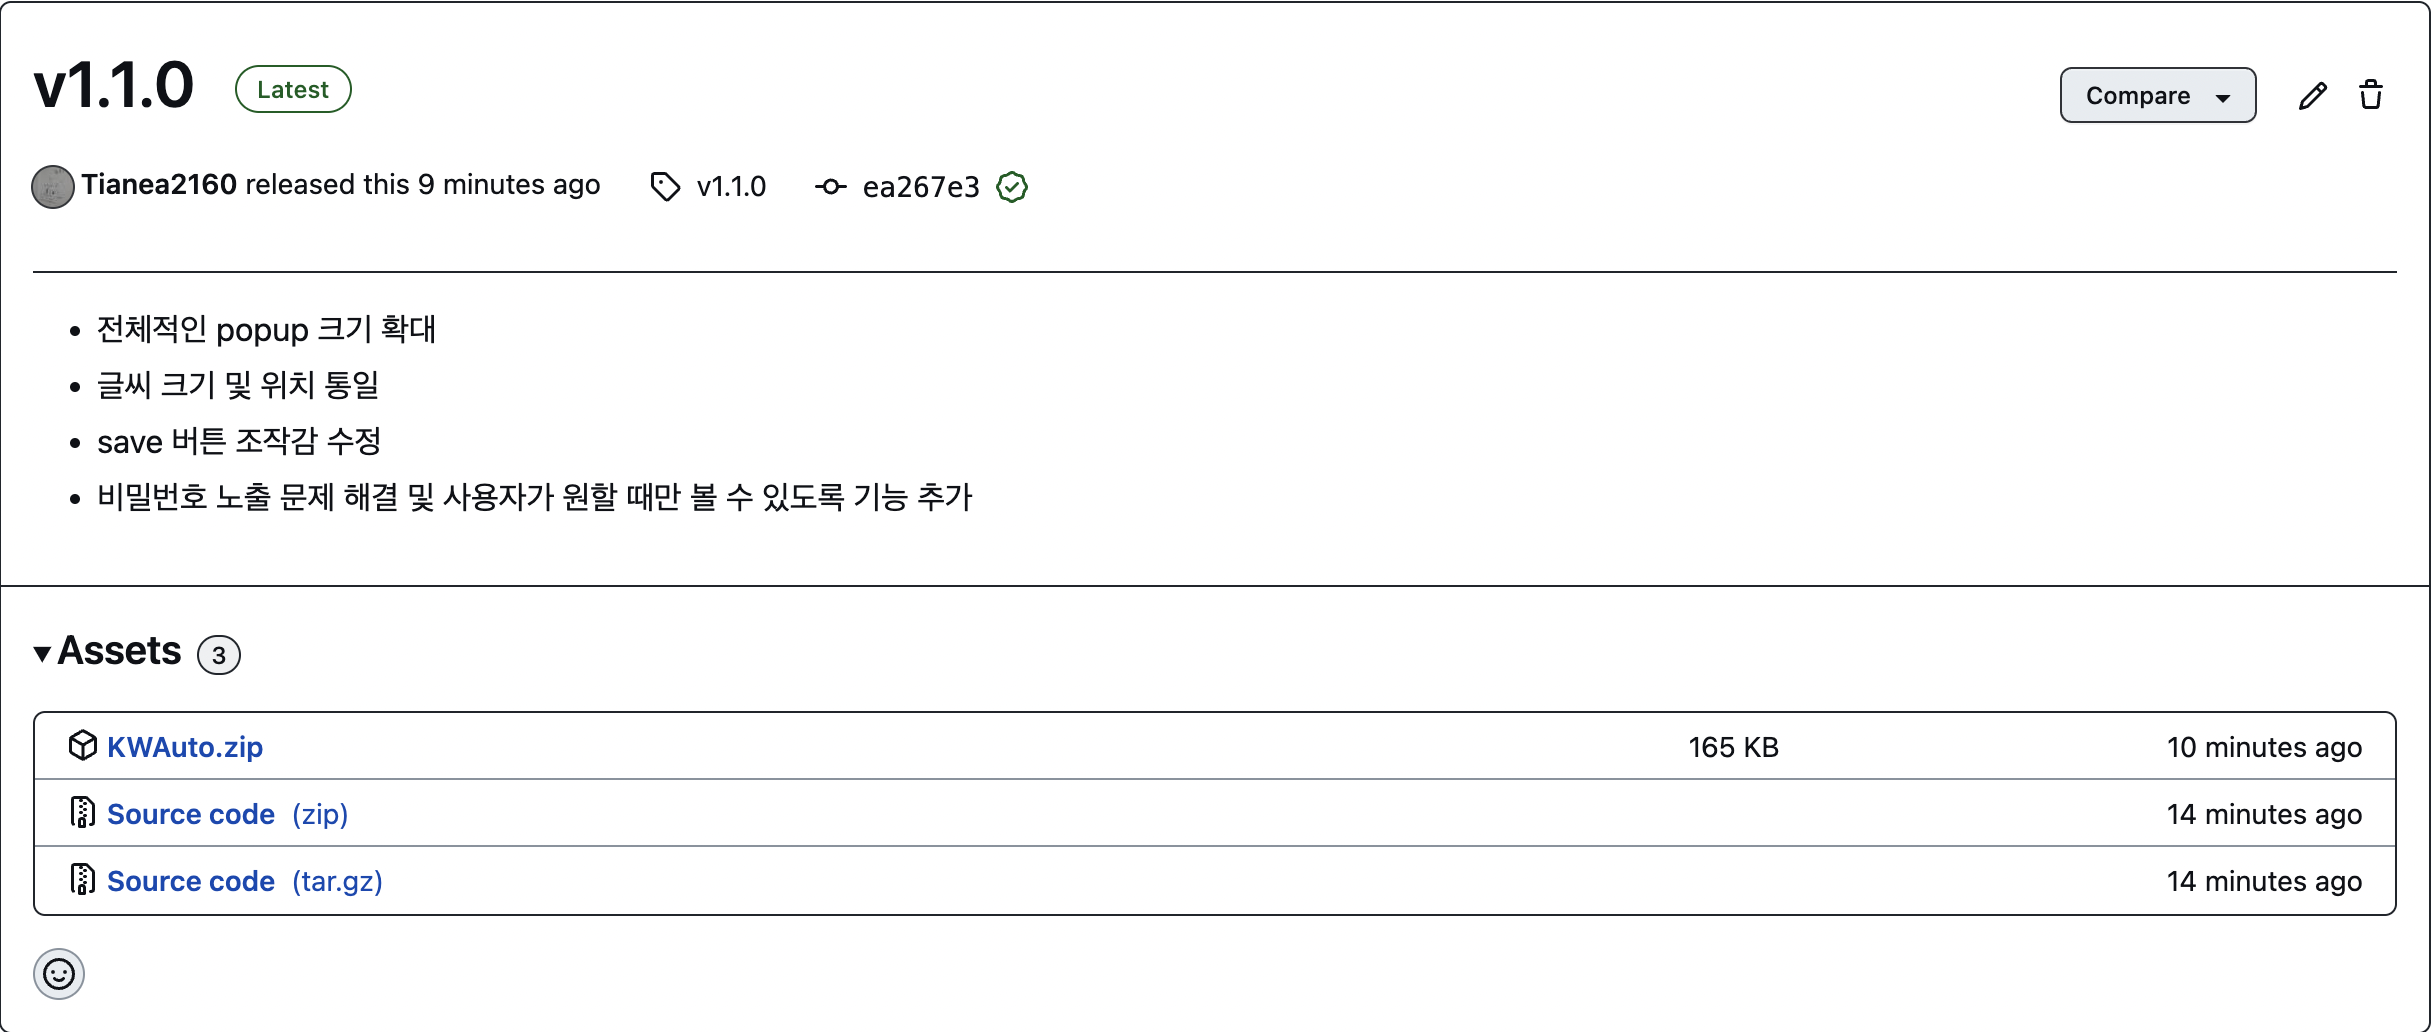 v1.1.0 Latest Compare
Tianea2160 released this 9 minutes ago v1.1.0 ea267e3
전체적인 popup 크기 확대
글씨 크기 및 위치 통일
save 버튼 조작감 수정
비밀번호 노출 문제 해결 및 사용자가 원할 때만 볼 수 있도록 기능 추가
Assets 3
KWAuto.zip 165 KB 10 minutes ago
Source code (zip) 14 minutes ago
Source code (tar.gz) 14 minutes ago